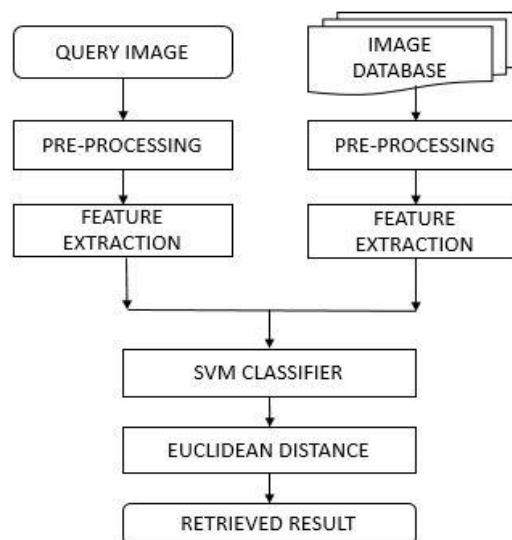 QUERY IMAGE
IMAGE
DATABASE
PRE-PROCESSING
PRE-PROCESSING
FEATURE
EXTRACTION
FEATURE
EXTRACTION
SVM CLASSIFIER
EUCLIDEAN DISTANCE
RETRIEVED RESULT